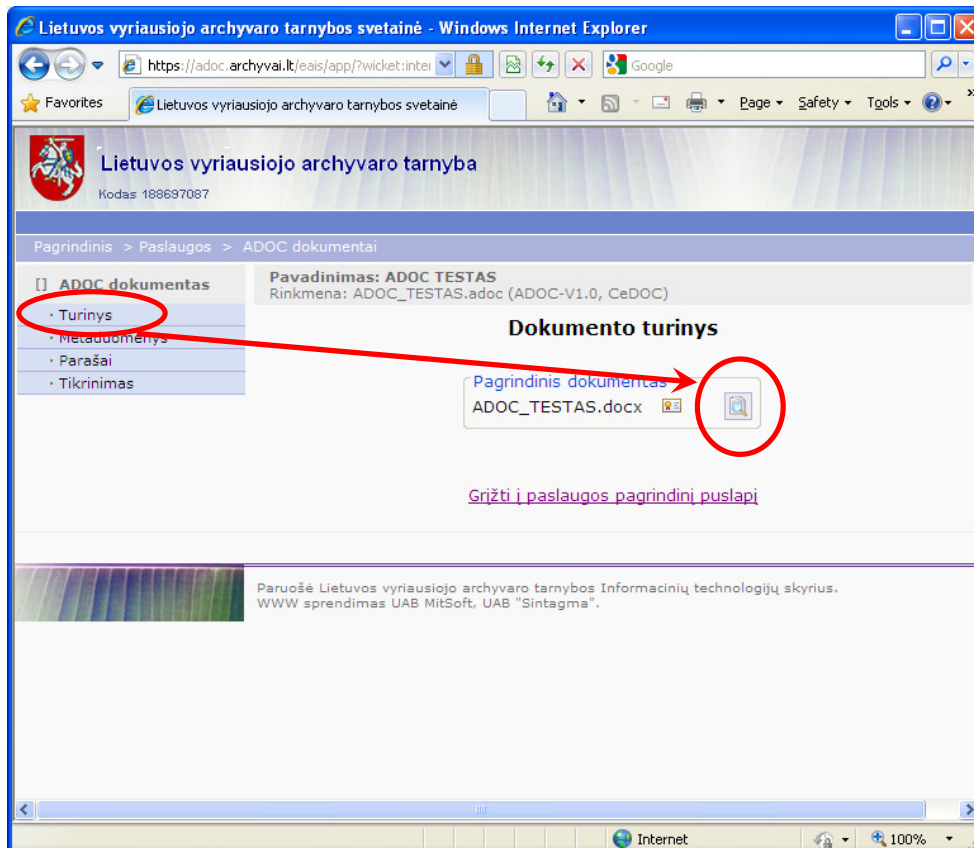 Lietuvos vyriausiojo archyvaro tarnybos svetainė - Windows Internet Explorer
https://adoc.archyvai.lt/eais/app/?wicket:inter
Google
Favorites
Lietuvos vyriausiojo archyvaro tarnybos svetainė
Page
Safety
Tools
»
Lietuvos vyriausiojo archyvaro tarnyba
Kodas 188697087
Pagrindinis > Paslaugos > ADOC dokumentai
[] ADOC dokumentas
· Turinys
· Metaduomenys
· Parašai
· Tikrinimas
Pavadinimas: ADOC TESTAS
Rinkmena: ADOC_TESTAS.adoc (ADOC-V1.0, CeDOC)
Dokumento turinys
Pagrindinis dokumentas
ADOC_TESTAS.docx
Grįžti į paslaugos pagrindinį puslapį
Paruošė Lietuvos vyriausiojo archyvaro tarnybos Informacinių technologijų skyrius.
WWW sprendimas UAB MitSoft, UAB "Sintagma".
Internet
100%